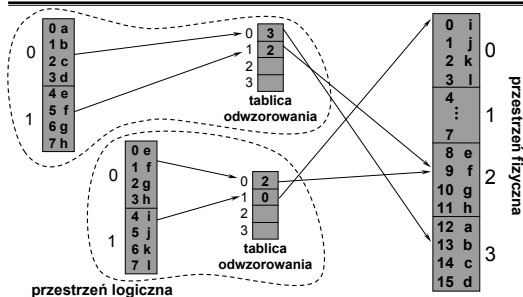 0
1
0 a
1 b
2 c
3 d
4 e
5 f
6 g
7 h
0 3
1 2
2
3
tablica
odwzorowania
0
1
0 e
1 f
2 g
3 h
4 i
5 j
6 k
7 l
0 2
1 0
2
3
tablica
odwzorowania
przestrzeń logiczna
0 i
1 j
2 k
3 l
4
⋮
7
8 e
9 f
10 g
11 h
12 a
13 b
14 c
15 d
0
1
2
3
przestrzeń fizyczna